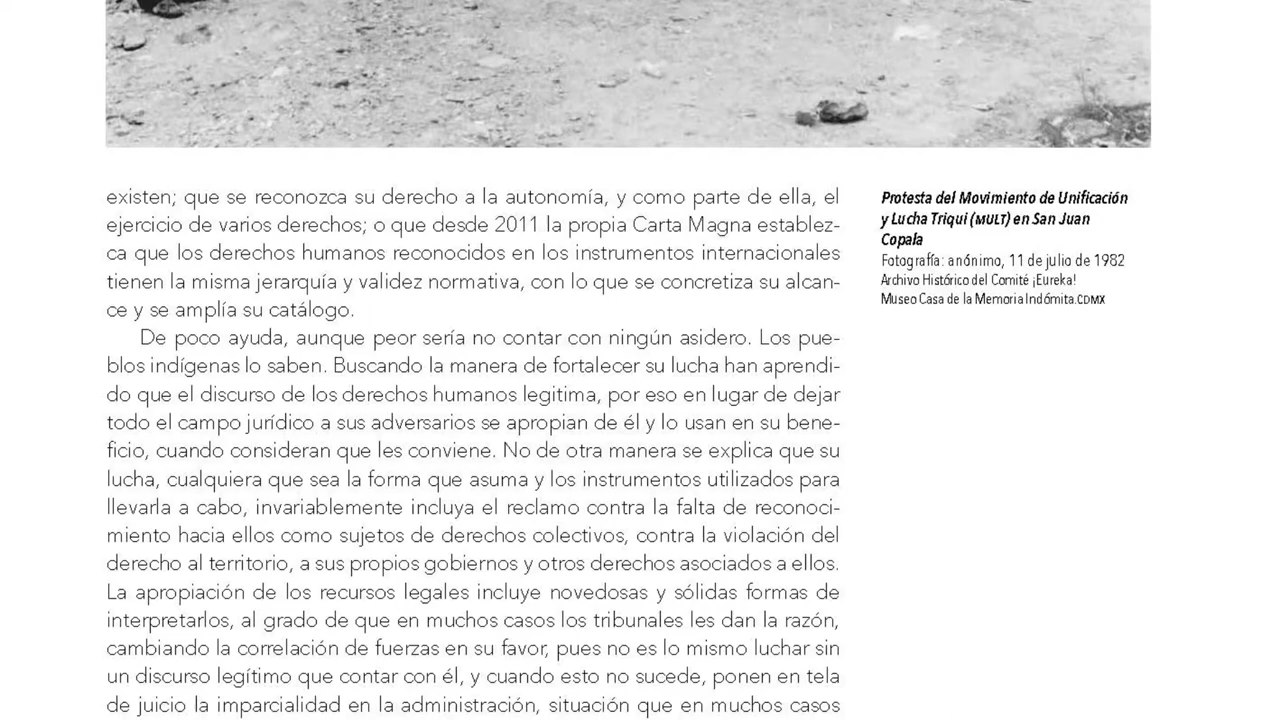 existen; que se reconozca su derecho a la autonomía, y como parte de ella, el
ejercicio de varios derechos; o que desde 2011 la propia Carta Magna establez-
ca que los derechos humanos reconocidos en los instrumentos internacionales
tienen la misma jerarquía y validez normativa, con lo que se concretiza su alcan-
ce y se amplía su catálogo.
De poco ayuda, aunque peor sería no contar con ningún asidero. Los pue-
blos indígenas lo saben. Buscando la manera de fortalecer su lucha han aprendi-
do que el discurso de los derechos humanos legitima, por eso en lugar de dejar
todo el campo jurídico a sus adversarios se apropian de él y lo usan en su bene-
ficio, cuando consideran que les conviene. No de otra manera se explica que su
lucha, cualquiera que sea la forma que asuma y los instrumentos utilizados para
llevarla a cabo, invariablemente incluya el reclamo contra la falta de reconoci-
miento hacia ellos como sujetos de derechos colectivos, contra la violación del
derecho al territorio, a sus propios gobiernos y otros derechos asociados a ellos.
La apropiación de los recursos legales incluye novedosas y sólidas formas de
interpretarlos, al grado de que en muchos casos los tribunales les dan la razón,
cambiando la correlación de fuerzas en su favor, pues no es lo mismo luchar sin
un discurso legítimo que contar con él, y cuando esto no sucede, ponen en tela
de juicio la imparcialidad en la administración, situación que en muchos casos
Protesta del Movimiento de Unificación
y Lucha Triqui (MULT) en San Juan
Copala
Fotografía: anónimo, 11 de julio de 1982
Archivo Histórico del Comité ¡Eureka!
Museo Casa de la Memoria Indómita.CDMX